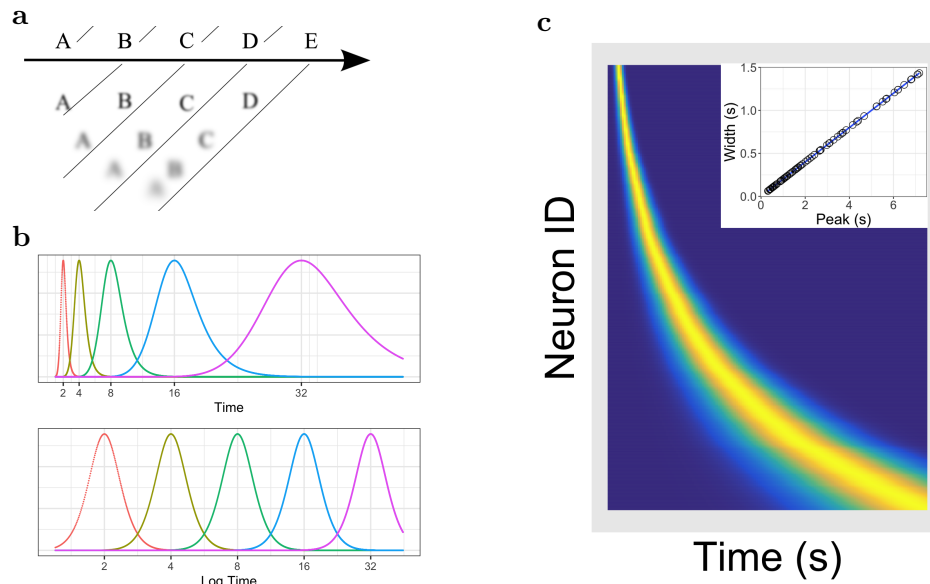 a
A B C D E
A B C D
A B C
A B
A
b
2 4 8 16 32
Time
2 4 8 16 32
Log Time
c
Neuron ID
Width (s)
1.5
1.0
0.5
0.0
0 2 4 6
Peak (s)
Time (s)